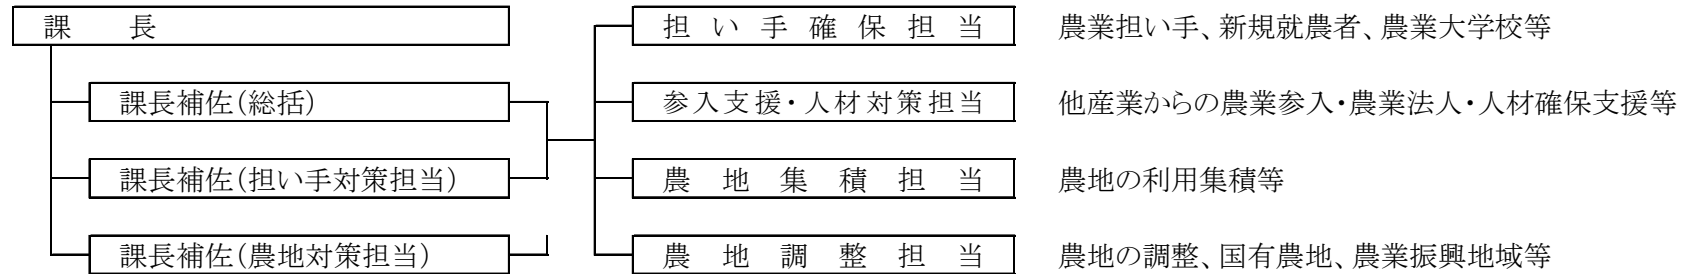 課長
担い手確保担当 農業担い手、新規就農者、農業大学校等
課長補佐(総括) 参入支援・人材対策担当 他産業からの農業参入・農業法人・人材確保支援等
課長補佐(担い手対策担当) 農地集積担当 農地の利用集積等
課長補佐(農地対策担当) 農地調整担当 農地の調整、国有農地、農業振興地域等